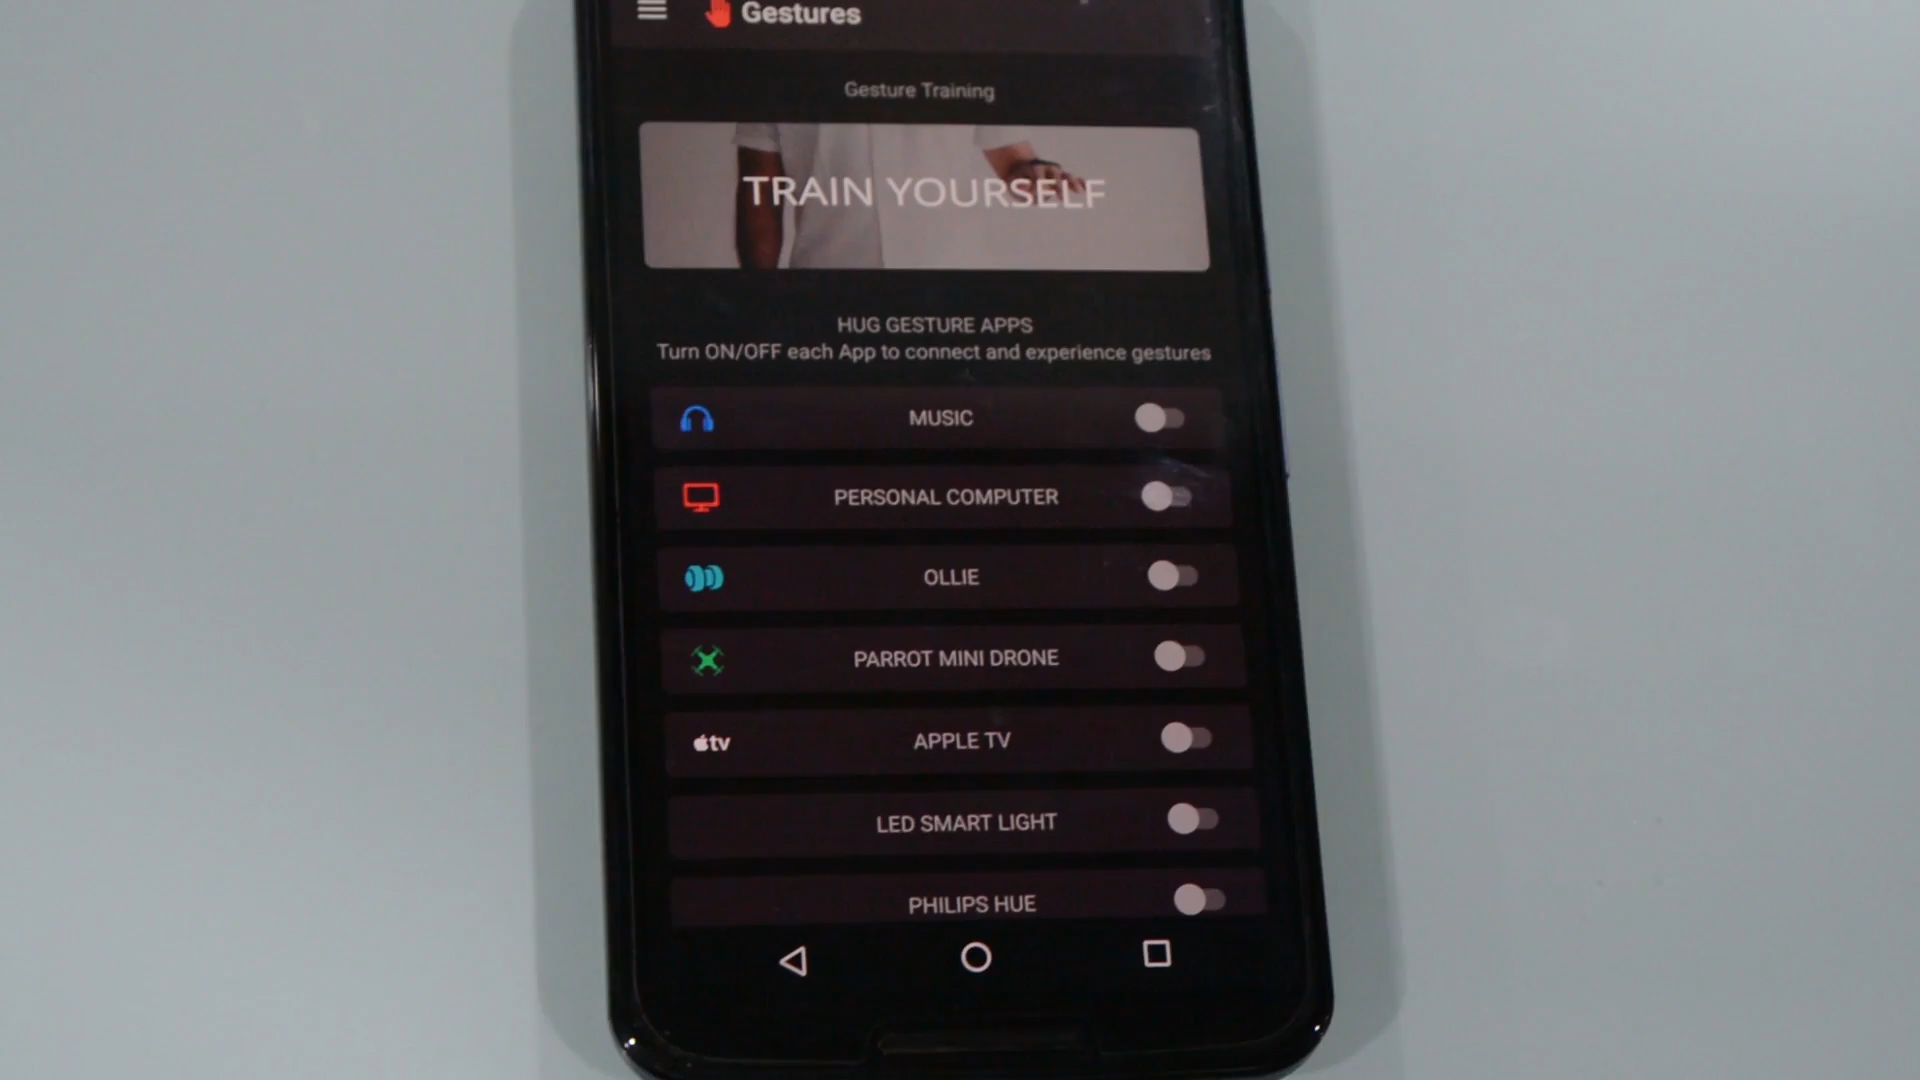 Gestures
Gesture Training
TRAIN YOURSELF
HUG GESTURE APPS
Turn ON/OFF each App to connect and experience gestures
MUSIC
PERSONAL COMPUTER
OLLIE
PARROT MINI DRONE
tv APPLE TV
LED SMART LIGHT
PHILIPS HUE